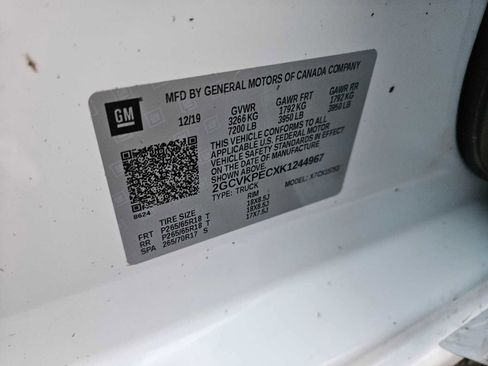 MFD BY GENERAL MOTORS OF CANADA COMPANY
GM
12/19 GVWR GAWR FRT GAWR RR
3266 KG 1792 KG 1792 KG
7200 LB 3950 LB 3950 LB
THIS VEHICLE CONFORMS TO ALL
APPLICABLE U.S. FEDERAL MOTOR
VEHICLE SAFETY STANDARDS IN EFFECT
ON THE DATE OF MANUFACTURE
SHOWN ABOVE.
2GCVKPECXK1244967
TYPE: TRUCK MODEL:
8624
TIRE SIZE RIM
FRT P265/65R18 T 18X8.5J
RR P265/65R18 T 18X8.5J
SPA 265/70R17 S 17X7.5J